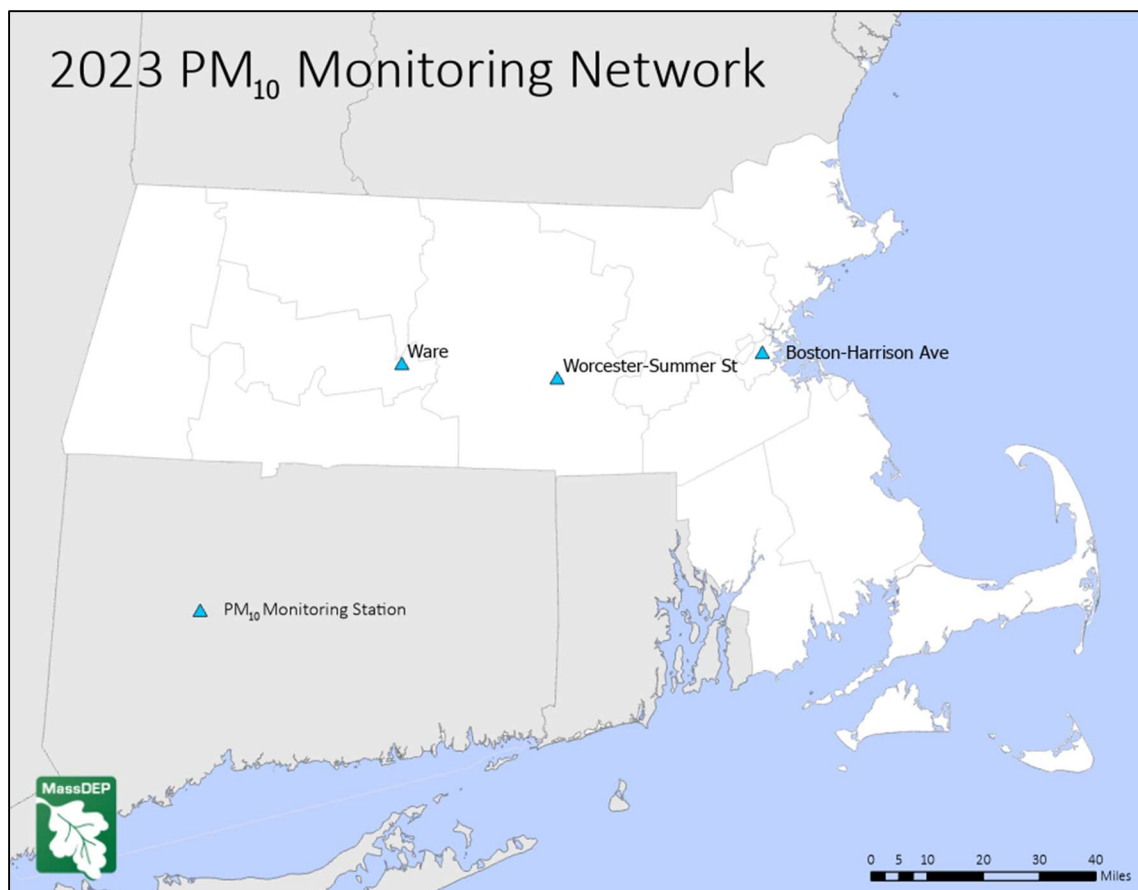 2023 PM₁₀ Monitoring Network
Ware
Worcester-Summer St
Boston-Harrison Ave
PM₁₀ Monitoring Station
MassDEP
0 5 10 20 30 40
Miles